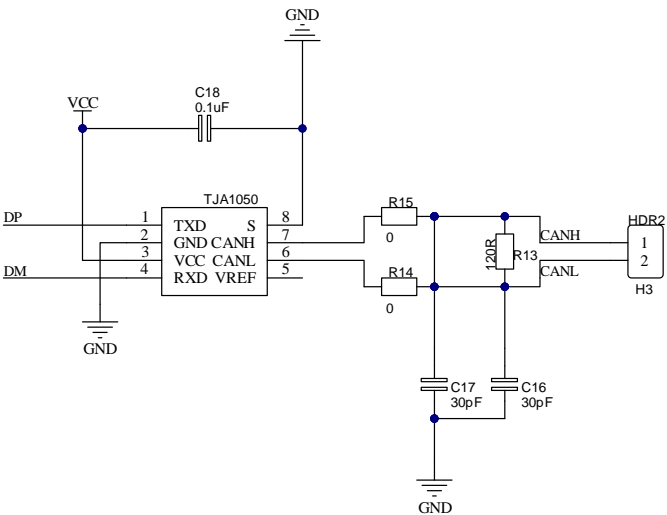 GND
C18
0.1uF
VCC
TJA1050
DP
1
TXD
S
8
2
GND
CANH
7
3
VCC
CANL
6
DM
4
RXD
VREF
5
GND
R15
0
R14
0
120R
R13
CANH
CANL
HDR2
1
2
H3
C17
30pF
C16
30pF
GND